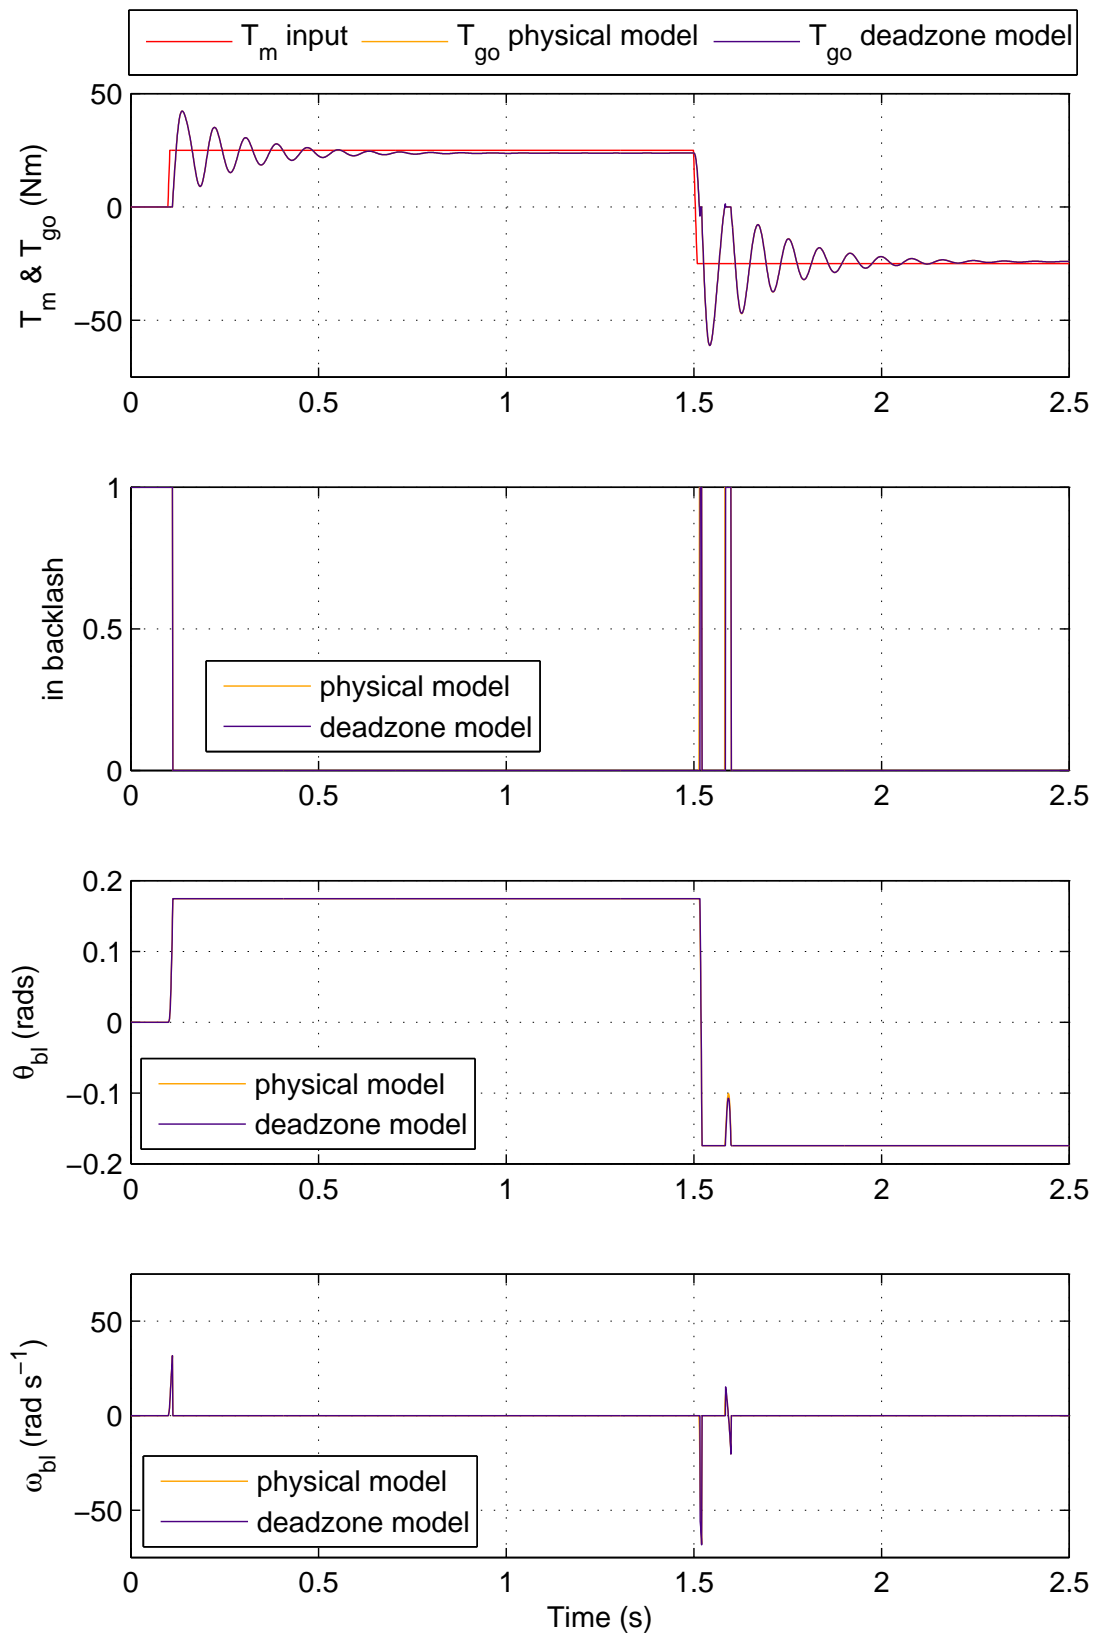 T_m input T_go physical model T_go deadzone model
50
0
−50
T_m & T_go (Nm)
0 0.5 1 1.5 2 2.5
1
0.5
0
in backlash
physical model
deadzone model
0 0.5 1 1.5 2 2.5
0.2
0.1
0
−0.1
−0.2
θ_bl (rads)
physical model
deadzone model
0 0.5 1 1.5 2 2.5
50
0
−50
ω_bl (rad s⁻¹)
physical model
deadzone model
0 0.5 1 1.5 2 2.5
Time (s)